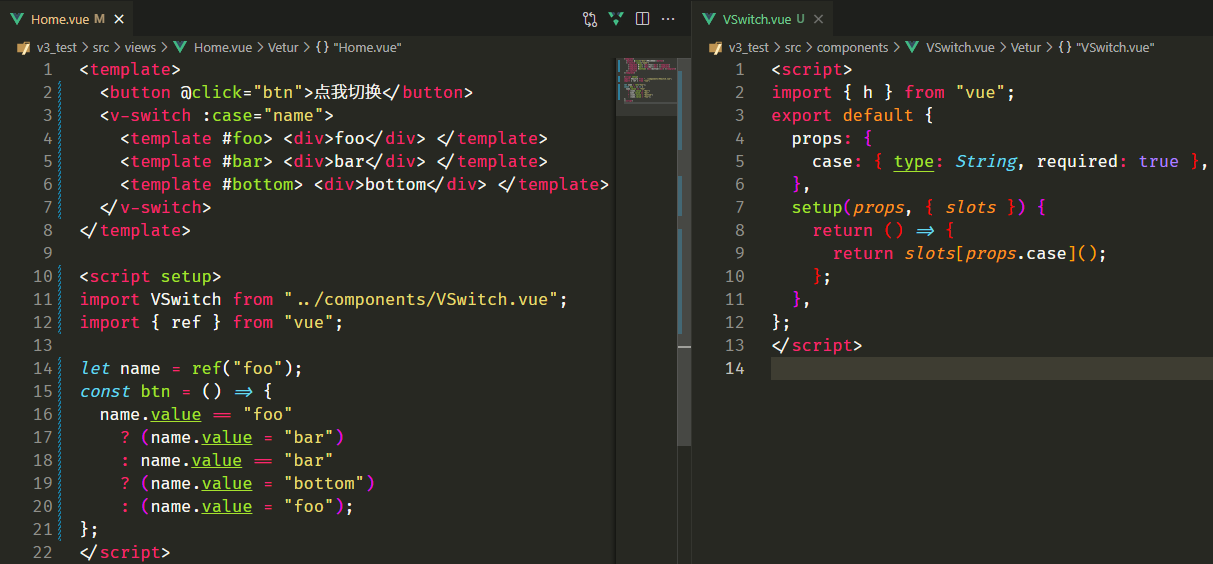 Home.vue M ×
v3_test > src > views > Home.vue > Vetur > {} "Home.vue"
1 <template>
2 <button @click="btn">点我切换</button>
3 <v-switch :case="name">
4 <template #foo> <div>foo</div> </template>
5 <template #bar> <div>bar</div> </template>
6 <template #bottom> <div>bottom</div> </template>
7 </v-switch>
8 </template>
9
10 <script setup>
11 import VSwitch from "../components/VSwitch.vue";
12 import { ref } from "vue";
13
14 let name = ref("foo");
15 const btn = () => {
16 name.value == "foo"
17 ? (name.value = "bar")
18 : name.value == "bar"
19 ? (name.value = "bottom")
20 : (name.value = "foo");
21 };
22 </script>
VSwitch.vue U ×
v3_test > src > components > VSwitch.vue > Vetur > {} "VSwitch.vue"
1 <script>
2 import { h } from "vue";
3 export default {
4 props: {
5 case: { type: String, required: true },
6 },
7 setup(props, { slots }) {
8 return () => {
9 return slots[props.case]();
10 };
11 },
12 };
13 </script>
14